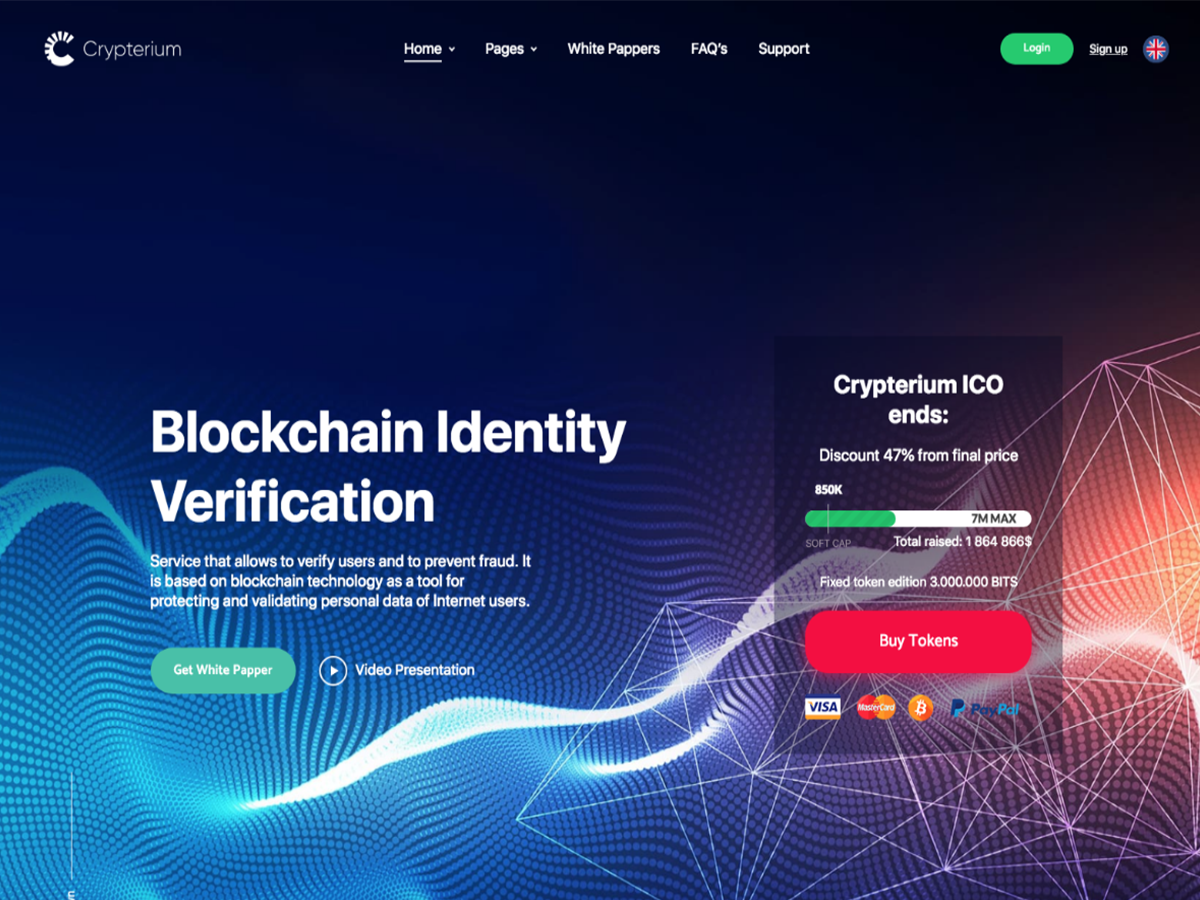 Crypterium
Home
Pages
White Pappers
FAQ's
Support
Login
Sign up
Blockchain Identity
Verification
Service that allows to verify users and to prevent fraud. It
is based on blockchain technology as a tool for
protecting and validating personal data of Internet users.
Get White Papper
Video Presentation
Crypterium ICO
ends:
Discount 47% from final price
850K
7M MAX
SOFT CAP
Total raised: 1 864 866$
Fixed token edition 3.000.000 BITS
Buy Tokens
VISA
MasterCard
PayPal